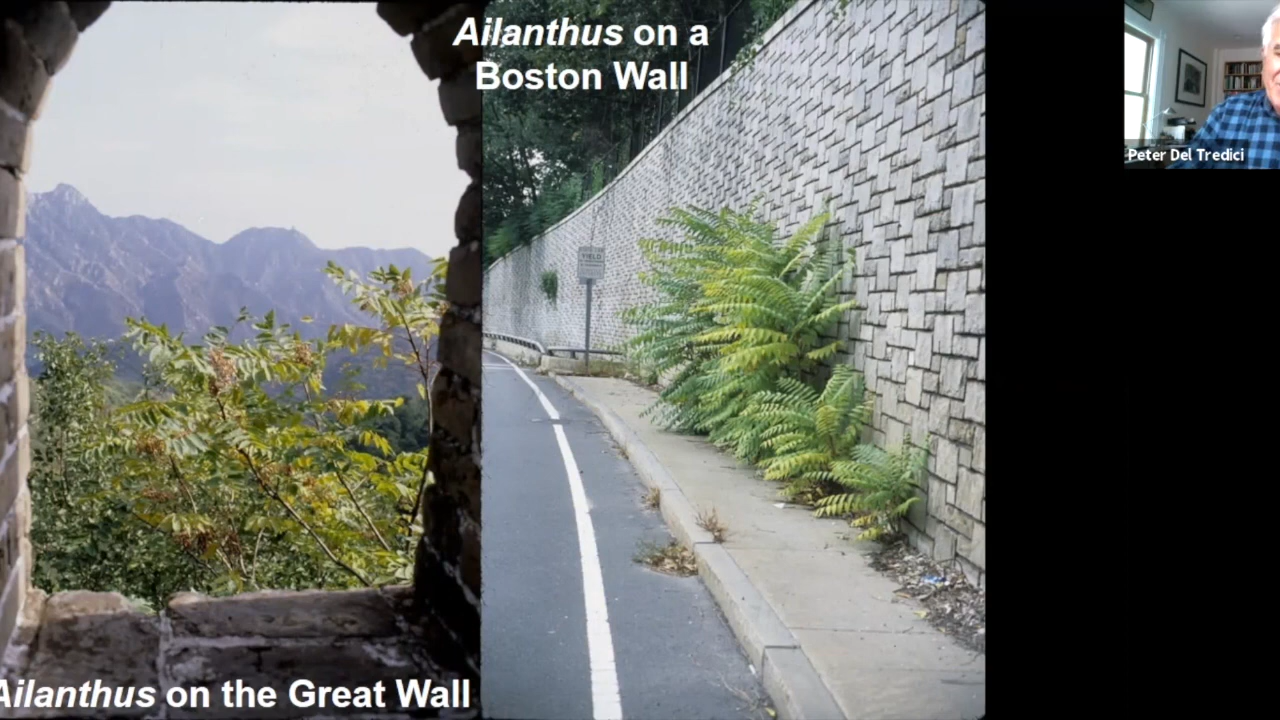 Ailanthus on a
Boston Wall
YIELD
Peter Del Tredici
Ailanthus on the Great Wall